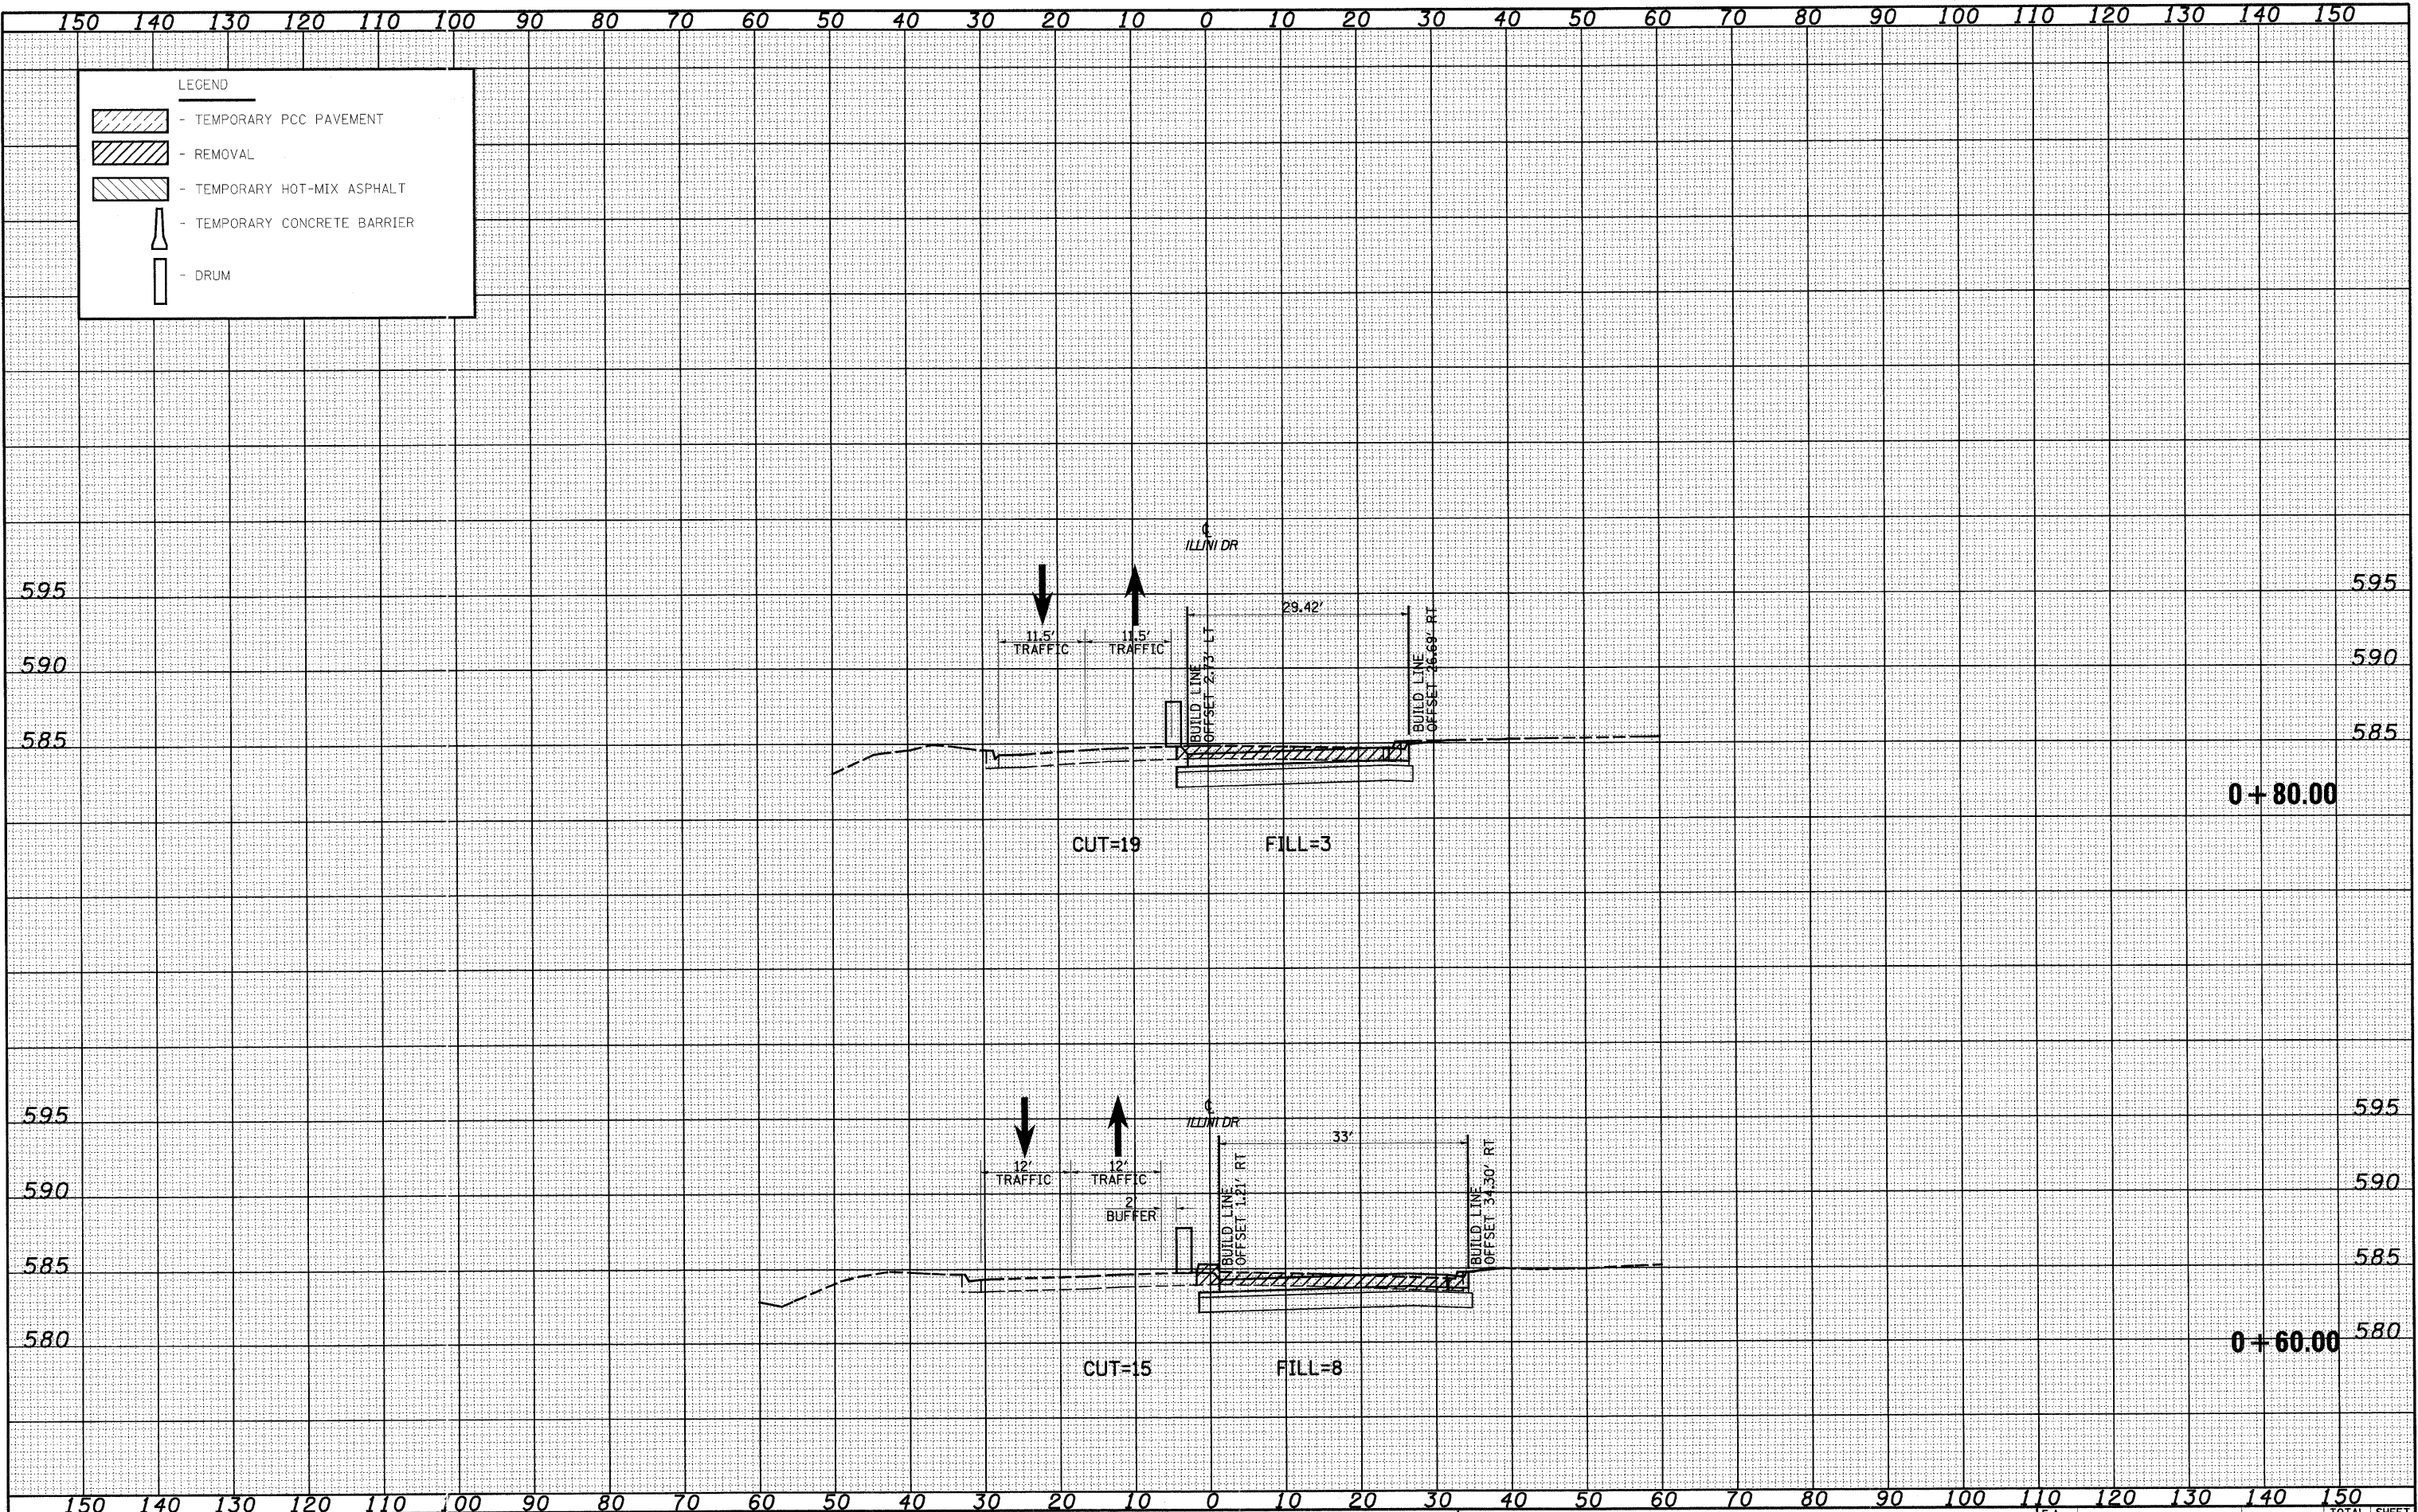 150 140 130 120 110 100 90 80 70 60 50 40 30 20 10 0 10 20 30 40 50 60 70 80 90 100 110 120 130 140 150
LEGEND
- TEMPORARY PCC PAVEMENT
- REMOVAL
- TEMPORARY HOT-MIX ASPHALT
- TEMPORARY CONCRETE BARRIER
- DRUM
℄
ILLINI DR
595 595
29.42'
11.5' 11.5'
TRAFFIC TRAFFIC
BUILD LINE
OFFSET 2.73' LT
BUILD LINE
OFFSET 26.69' RT
590 590
585 585
0+80.00
CUT=19 FILL=3
℄
ILLINI DR
595 595
33'
12' 12'
TRAFFIC TRAFFIC
2'
BUFFER
BUILD LINE
OFFSET 1.21' RT
BUILD LINE
OFFSET 34.30' RT
590 590
585 585
580 0+60.00 580
CUT=15 FILL=8
150 140 130 120 110 100 90 80 70 60 50 40 30 20 10 0 10 20 30 40 50 60 70 80 90 100 110 120 130 140 150
TOTAL SHEET